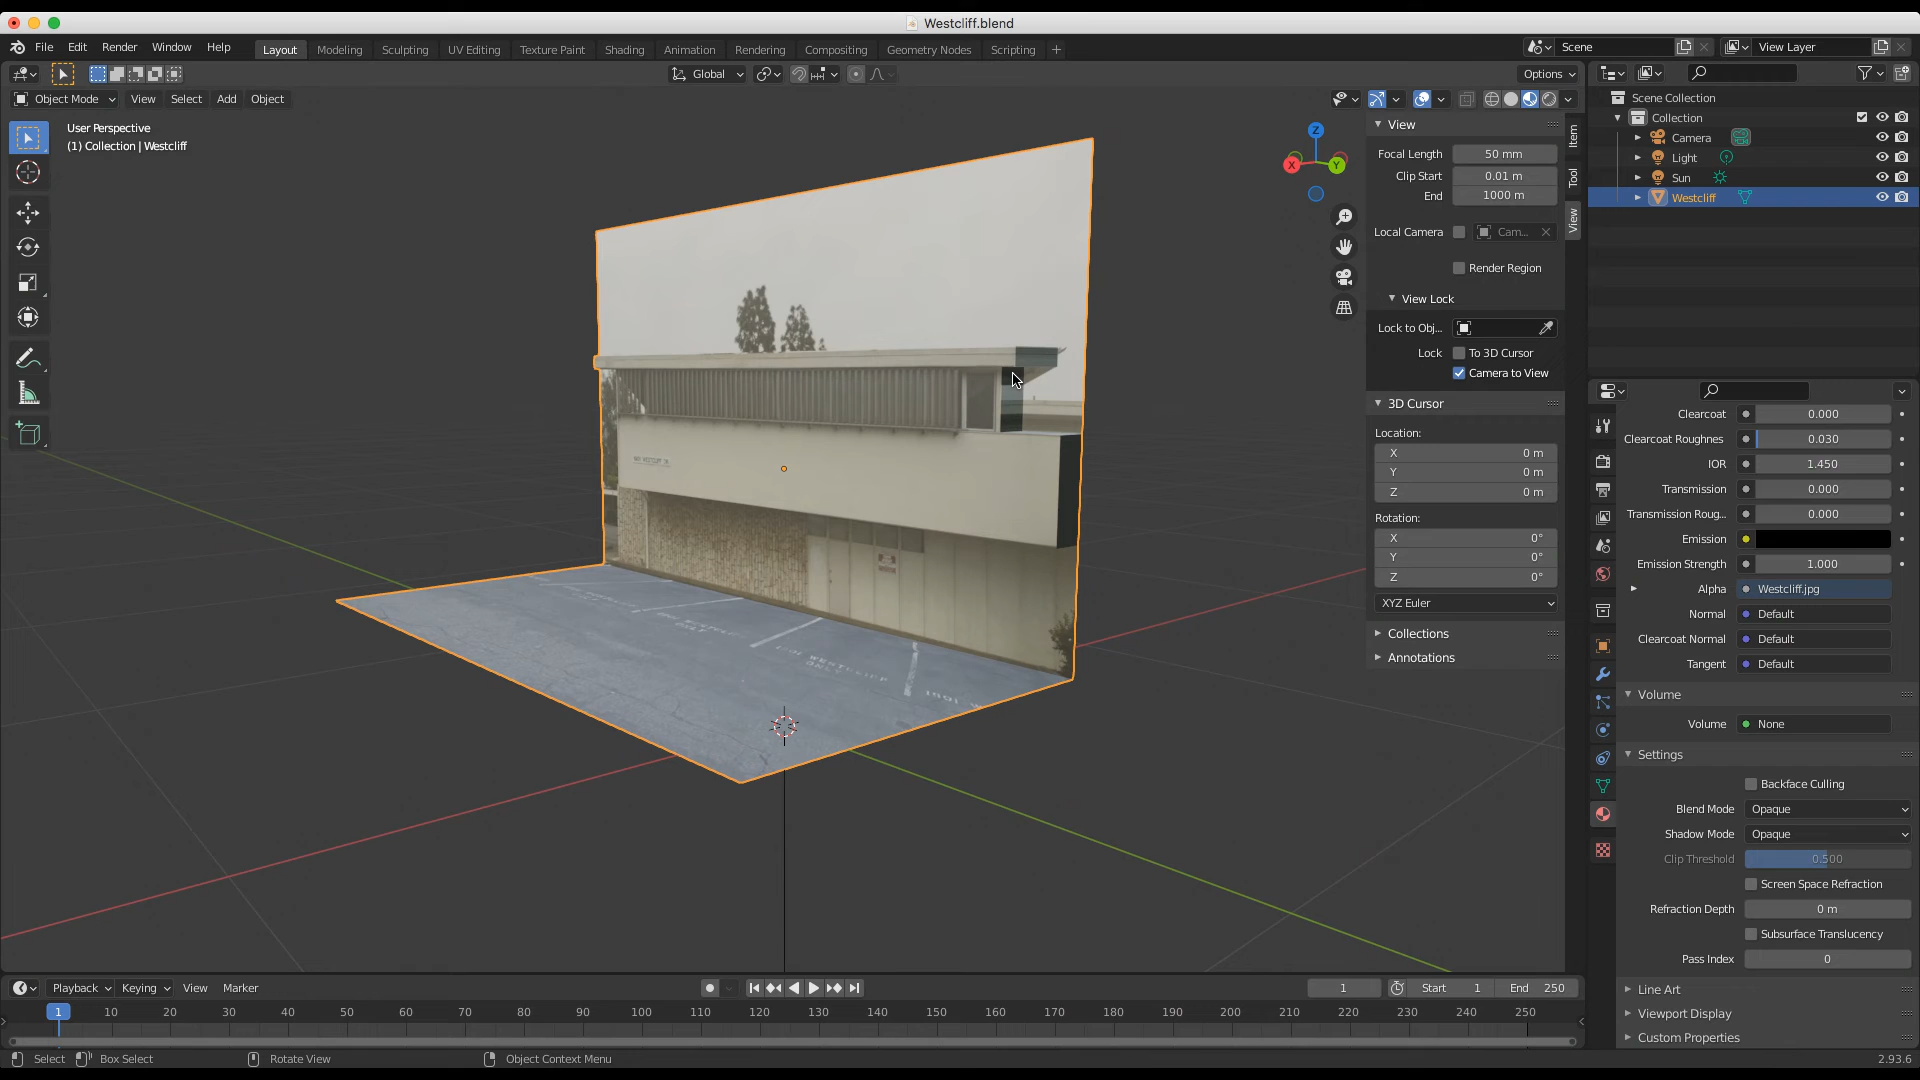 Westcliff.blend
File Edit Render Window Help Layout Modeling Sculpting UV Editing Texture Paint Shading Animation Rendering Compositing Geometry Nodes Scripting + Scene View Layer
Global Options
Object Mode View Select Add Object
User Perspective
(1) Collection | Westcliff
Z
X
Y
View
Focal Length 50 mm
Clip Start 0.01 m
End 1000 m
Local Camera Cam...
Render Region
View Lock
Lock to Obj...
Lock To 3D Cursor
Camera to View
3D Cursor
Location:
X 0 m
Y 0 m
Z 0 m
Rotation:
X 0°
Y 0°
Z 0°
XYZ Euler
Collections
Annotations
Item
Tool
View
ONLY
1001 WESTCLIFF
ONLY
Scene Collection
Collection
Camera
Light
Sun
Westcliff
Clearcoat 0.000
Clearcoat Roughness 0.030
IOR 1.450
Transmission 0.000
Transmission Roug... 0.000
Emission
Emission Strength 1.000
Alpha Westcliff.jpg
Normal Default
Clearcoat Normal Default
Tangent Default
Volume
Volume None
Settings
Backface Culling
Blend Mode Opaque
Shadow Mode Opaque
Clip Threshold 0.500
Screen Space Refraction
Refraction Depth 0 m
Subsurface Translucency
Pass Index 0
Line Art
Viewport Display
Custom Properties
Playback Keying View Marker 1 Start 1 End 250
1 10 20 30 40 50 60 70 80 90 100 110 120 130 140 150 160 170 180 190 200 210 220 230 240 250
Select Box Select Rotate View Object Context Menu 2.93.6